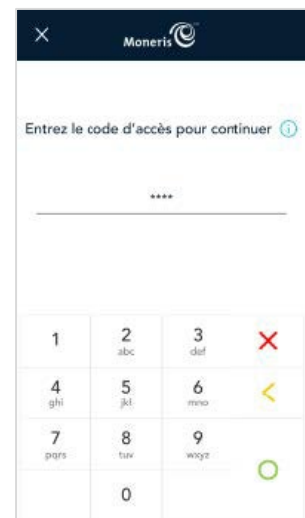 Moneris
Entrez le code d'accès pour continuer
****
1
2
abc
3
def
4
ghi
5
jkl
6
mno
7
pqrs
8
tuv
9
wxyz
0